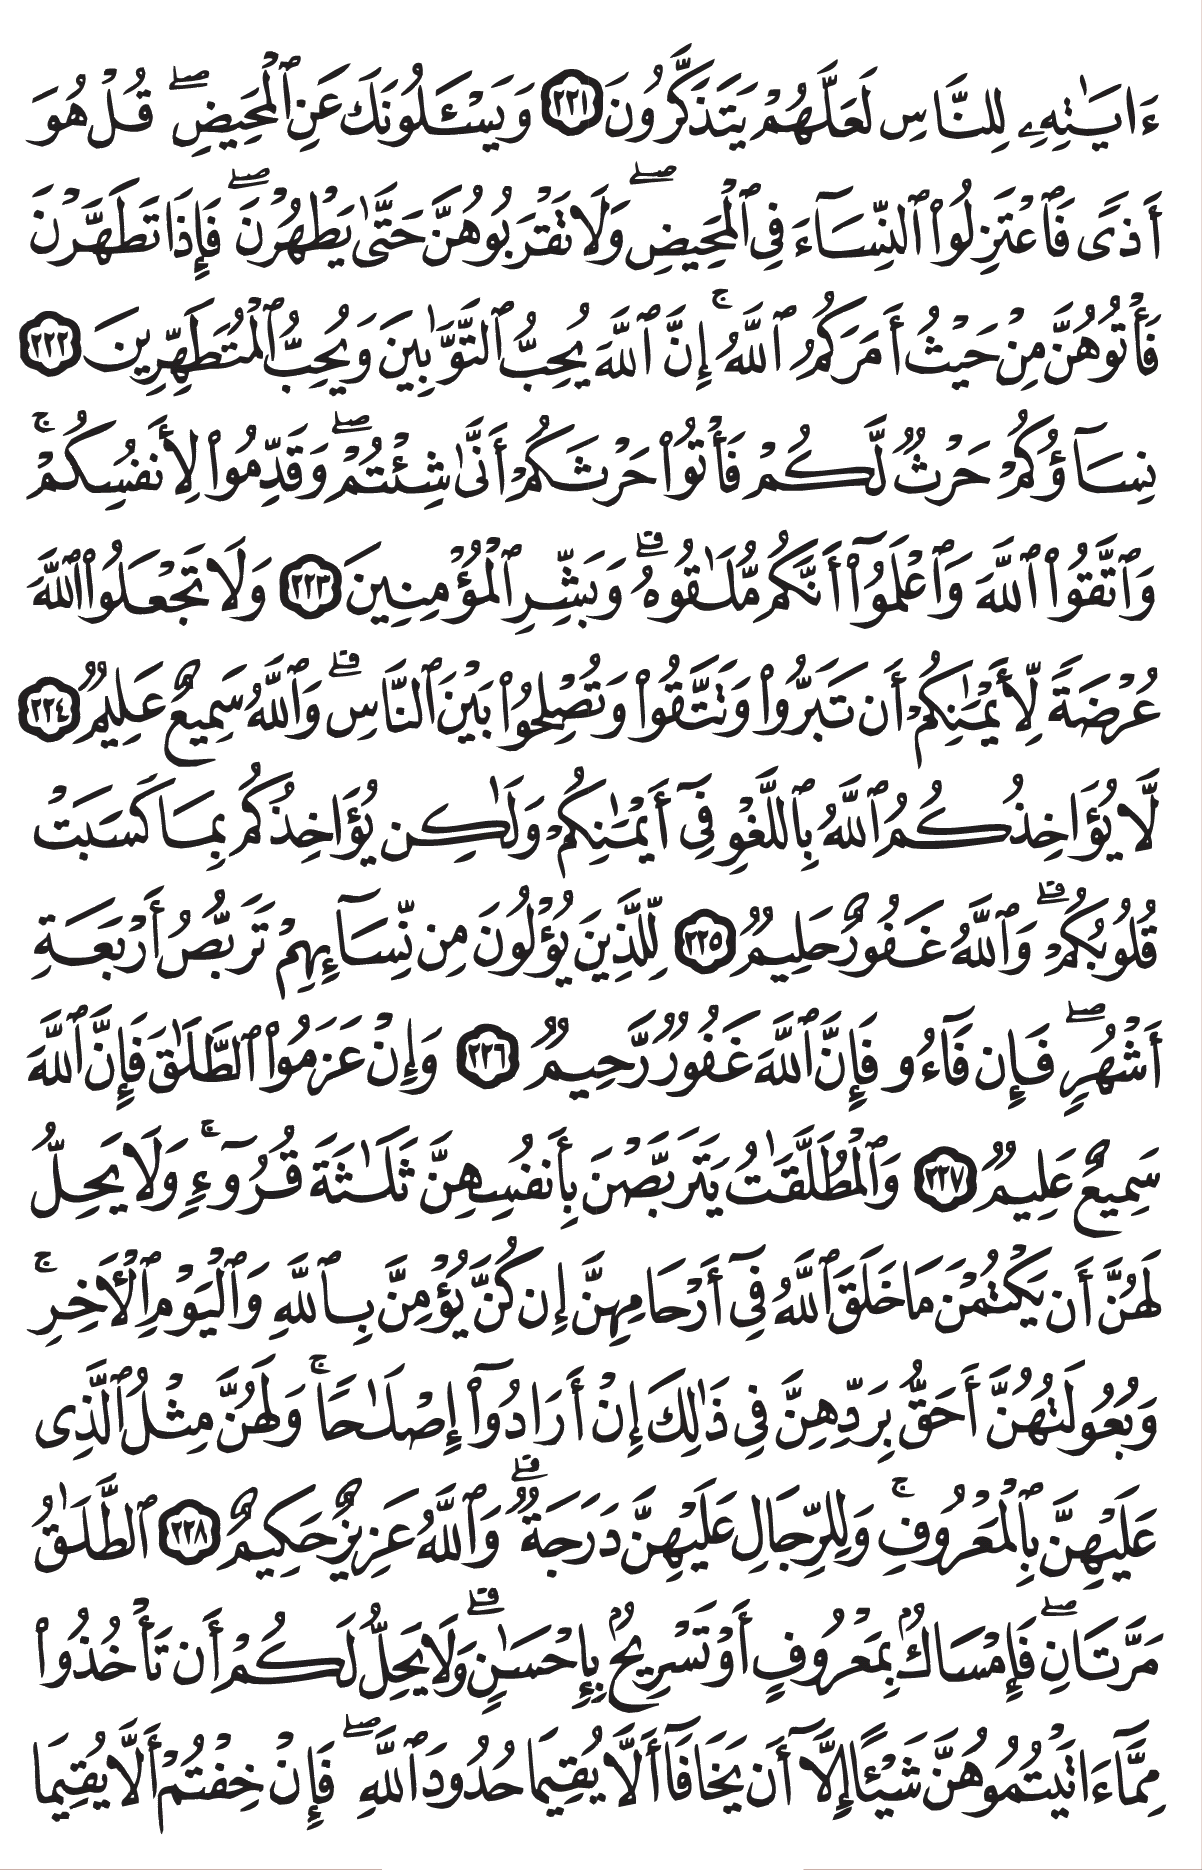 ءَايَـٰتِهِۦ لِلنَّاسِ لَعَلَّهُمْ يَتَذَكَّرُونَ ٢٢١ وَيَسْـَٔلُونَكَ عَنِ ٱلْمَحِيضِ ۖ قُلْ هُوَ
أَذًى فَٱعْتَزِلُوا۟ ٱلنِّسَآءَ فِى ٱلْمَحِيضِ ۖ وَلَا تَقْرَبُوهُنَّ حَتَّىٰ يَطْهُرْنَ ۖ فَإِذَا تَطَهَّرْنَ
فَأْتُوهُنَّ مِنْ حَيْثُ أَمَرَكُمُ ٱللَّهُ ۚ إِنَّ ٱللَّهَ يُحِبُّ ٱلتَّوَّٰبِينَ وَيُحِبُّ ٱلْمُتَطَهِّرِينَ ٢٢٢
نِسَآؤُكُمْ حَرْثٌ لَّكُمْ فَأْتُوا۟ حَرْثَكُمْ أَنَّىٰ شِئْتُمْ ۖ وَقَدِّمُوا۟ لِأَنفُسِكُمْ ۚ
وَٱتَّقُوا۟ ٱللَّهَ وَٱعْلَمُوٓا۟ أَنَّكُم مُّلَـٰقُوهُ ۗ وَبَشِّرِ ٱلْمُؤْمِنِينَ ٢٢٣ وَلَا تَجْعَلُوا۟ ٱللَّهَ
عُرْضَةً لِّأَيْمَـٰنِكُمْ أَن تَبَرُّوا۟ وَتَتَّقُوا۟ وَتُصْلِحُوا۟ بَيْنَ ٱلنَّاسِ ۗ وَٱللَّهُ سَمِيعٌ عَلِيمٌ ٢٢٤
لَّا يُؤَاخِذُكُمُ ٱللَّهُ بِٱللَّغْوِ فِىٓ أَيْمَـٰنِكُمْ وَلَـٰكِن يُؤَاخِذُكُم بِمَا كَسَبَتْ
قُلُوبُكُمْ ۗ وَٱللَّهُ غَفُورٌ حَلِيمٌ ٢٢٥ لِّلَّذِينَ يُؤْلُونَ مِن نِّسَآئِهِمْ تَرَبُّصُ أَرْبَعَةِ
أَشْهُرٍ ۖ فَإِن فَآءُو فَإِنَّ ٱللَّهَ غَفُورٌ رَّحِيمٌ ٢٢٦ وَإِنْ عَزَمُوا۟ ٱلطَّلَـٰقَ فَإِنَّ ٱللَّهَ
سَمِيعٌ عَلِيمٌ ٢٢٧ وَٱلْمُطَلَّقَـٰتُ يَتَرَبَّصْنَ بِأَنفُسِهِنَّ ثَلَـٰثَةَ قُرُوٓءٍ ۚ وَلَا يَحِلُّ
لَهُنَّ أَن يَكْتُمْنَ مَا خَلَقَ ٱللَّهُ فِىٓ أَرْحَامِهِنَّ إِن كُنَّ يُؤْمِنَّ بِٱللَّهِ وَٱلْيَوْمِ ٱلْـَٔاخِرِ ۚ
وَبُعُولَتُهُنَّ أَحَقُّ بِرَدِّهِنَّ فِى ذَٰلِكَ إِنْ أَرَادُوٓا۟ إِصْلَـٰحًا ۚ وَلَهُنَّ مِثْلُ ٱلَّذِى
عَلَيْهِنَّ بِٱلْمَعْرُوفِ ۚ وَلِلرِّجَالِ عَلَيْهِنَّ دَرَجَةٌ ۗ وَٱللَّهُ عَزِيزٌ حَكِيمٌ ٢٢٨ ٱلطَّلَـٰقُ
مَرَّتَانِ ۖ فَإِمْسَاكٌۢ بِمَعْرُوفٍ أَوْ تَسْرِيحٌۢ بِإِحْسَـٰنٍ ۗ وَلَا يَحِلُّ لَكُمْ أَن تَأْخُذُوا۟
مِمَّآ ءَاتَيْتُمُوهُنَّ شَيْـًٔا إِلَّآ أَن يَخَافَآ أَلَّا يُقِيمَا حُدُودَ ٱللَّهِ ۖ فَإِنْ خِفْتُمْ أَلَّا يُقِيمَا